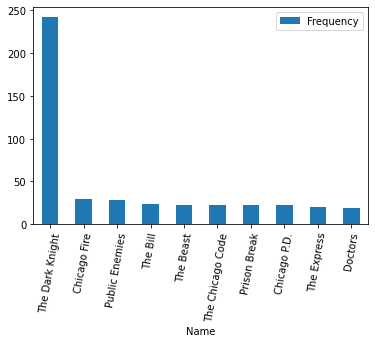 250
200
150
100
50
0
Frequency
The Dark Knight
Chicago Fire
Public Enemies
The Bill
The Beast
The Chicago Code
Prison Break
Chicago P.D.
The Express
Doctors
Name